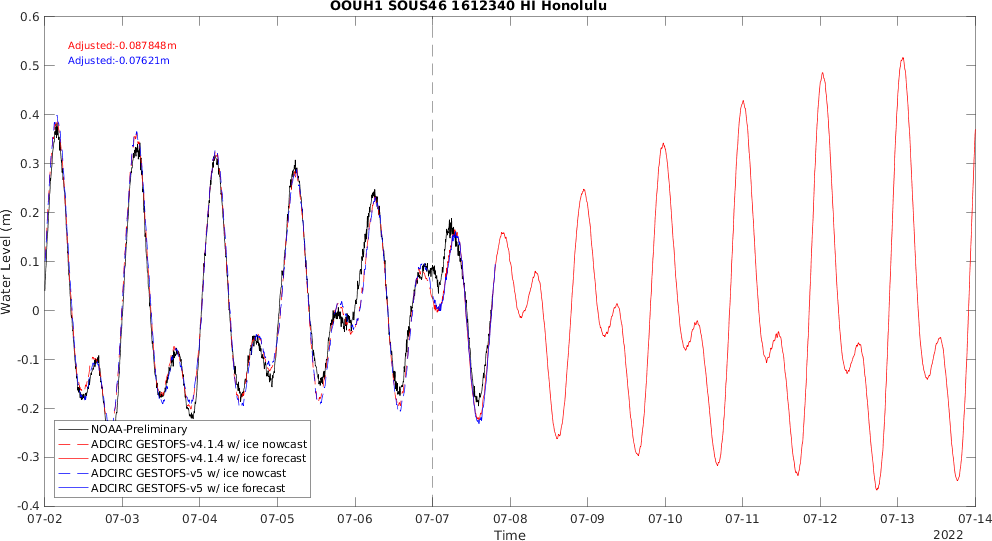 OOUH1 SOUS46 1612340 HI Honolulu
0.6
0.5
0.4
0.3
0.2
0.1
0
-0.1
-0.2
-0.3
-0.4
Water Level (m)
Adjusted:-0.087848m
Adjusted:-0.07621m
NOAA-Preliminary
ADCIRC GESTOFS-v4.1.4 w/ ice nowcast
ADCIRC GESTOFS-v4.1.4 w/ ice forecast
ADCIRC GESTOFS-v5 w/ ice nowcast
ADCIRC GESTOFS-v5 w/ ice forecast
07-02 07-03 07-04 07-05 07-06 07-07 07-08 07-09 07-10 07-11 07-12 07-13 07-14
Time
2022